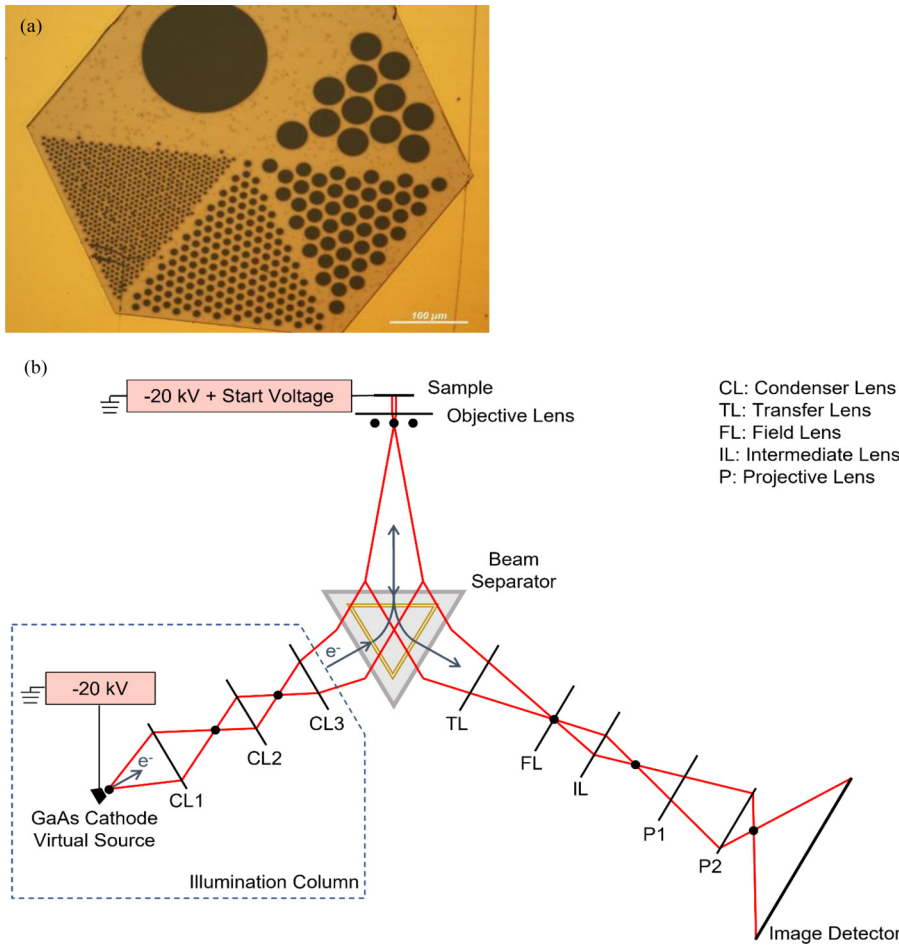 (a)
100 µm
(b)
-20 kV + Start Voltage
Sample
Objective Lens
CL: Condenser Lens
TL: Transfer Lens
FL: Field Lens
IL: Intermediate Lens
P: Projective Lens
Beam
Separator
e-
-20 kV
CL3
TL
CL2
e-
FL
CL1
IL
GaAs Cathode
Virtual Source
P1
P2
Illumination Column
Image Detector